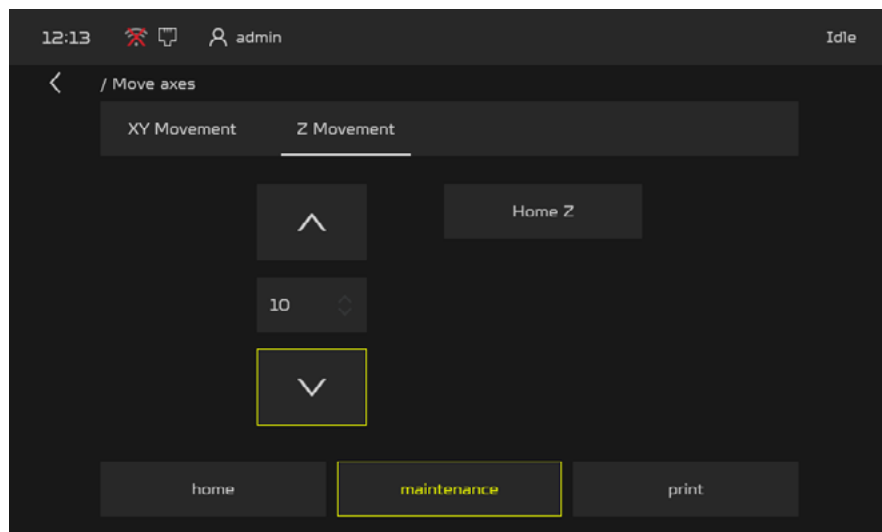 12:13 admin Idle
/ Move axes
XY Movement Z Movement
Home Z
10
home maintenance print